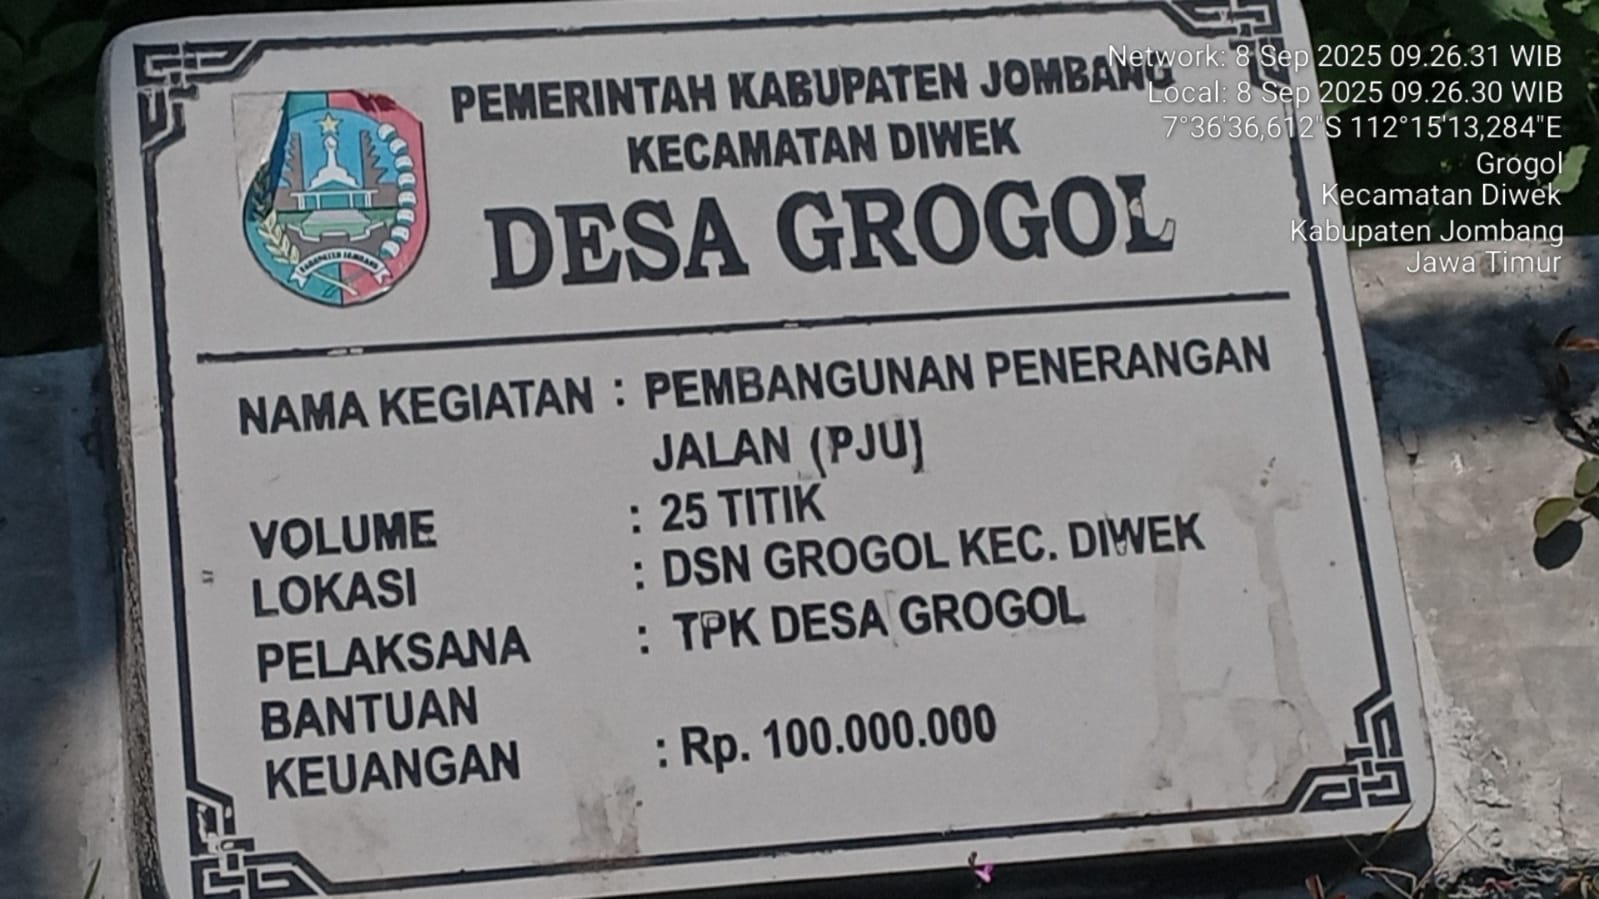 PEMERINTAH KABUPATEN JOMBANG
KECAMATAN DIWEK
DESA GROGOL
KABUPATEN JOMBANG
NAMA KEGIATAN : PEMBANGUNAN PENERANGAN
JALAN (PJU)
VOLUME : 25 TITIK
LOKASI : DSN GROGOL KEC. DIWEK
PELAKSANA : TPK DESA GROGOL
BANTUAN
KEUANGAN : Rp. 100.000.000
Network: 8 Sep 2025 09.26.31 WIB
Local: 8 Sep 2025 09.26.30 WIB
7°36'36,612"S 112°15'13,284"E
Grogol
Kecamatan Diwek
Kabupaten Jombang
Jawa Timur